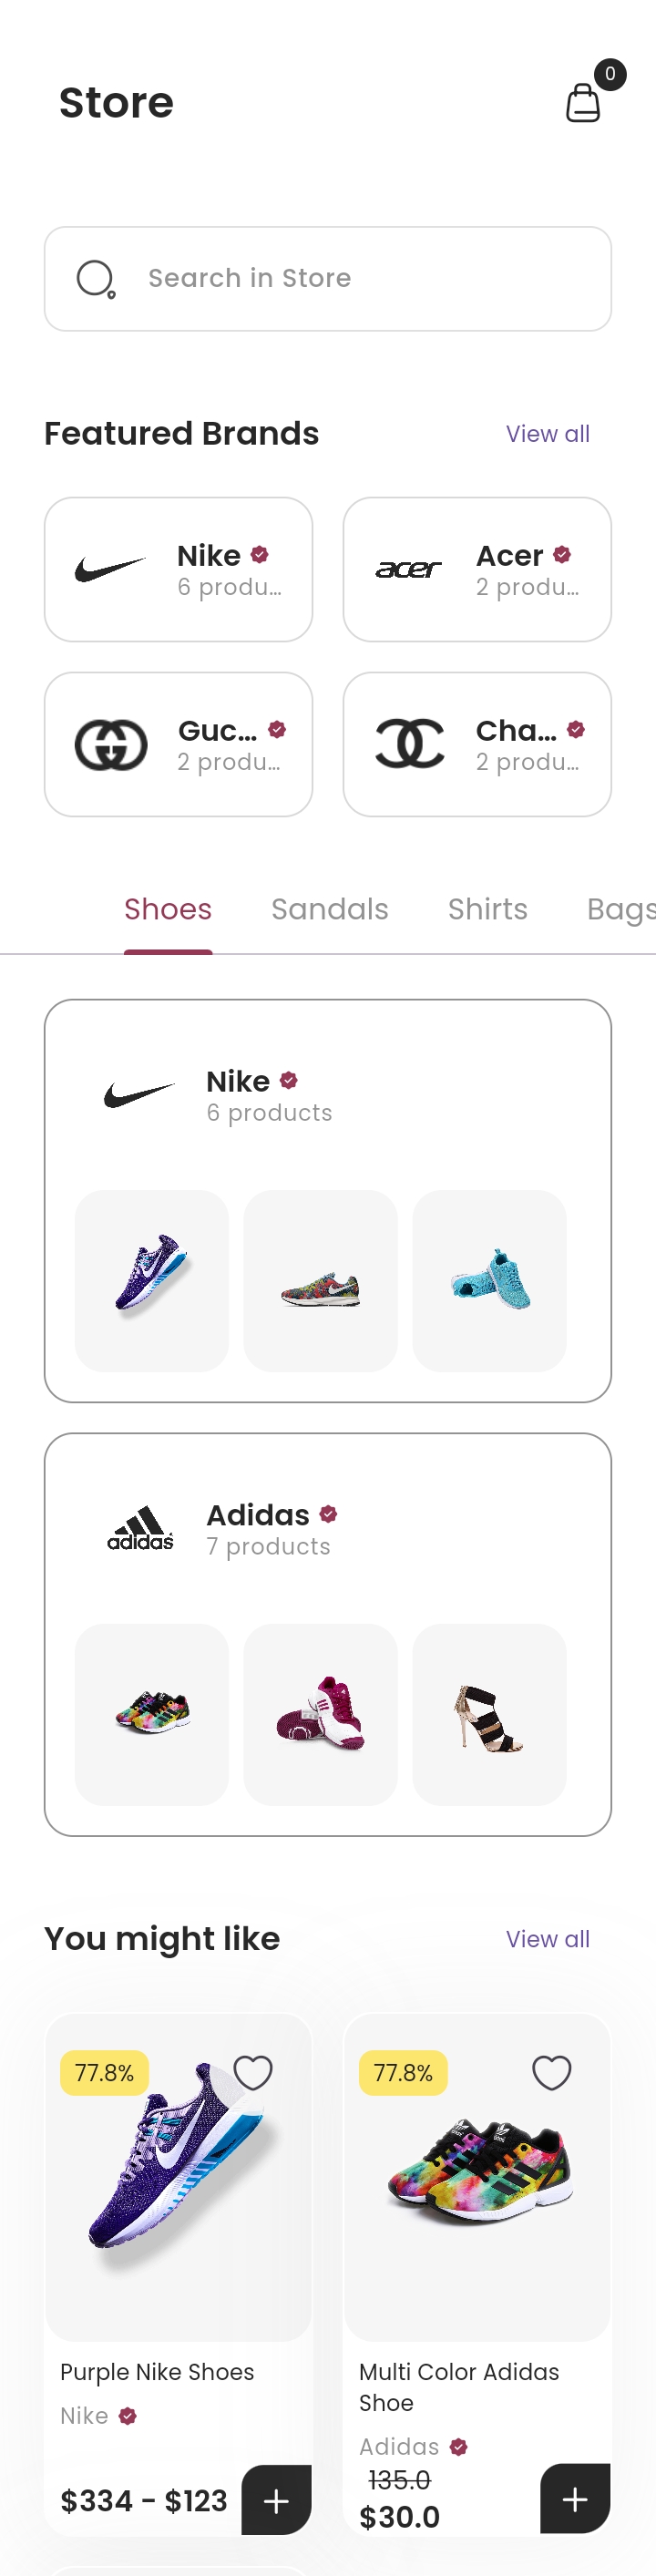 Store
0
Search in Store
Featured Brands
View all
Nike
6 produ...
acer
Acer
2 produ...
Guc...
2 produ...
Cha...
2 produ...
Shoes
Sandals
Shirts
Bags
Nike
6 products
adidas
Adidas
7 products
You might like
View all
77.8%
77.8%
Purple Nike Shoes
Nike
$334 - $123
Multi Color Adidas
Shoe
Adidas
135.0
$30.0